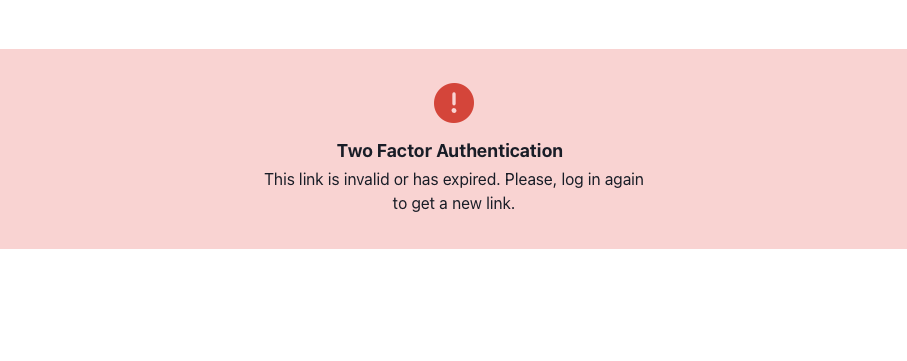 Two Factor Authentication
This link is invalid or has expired. Please, log in again
to get a new link.